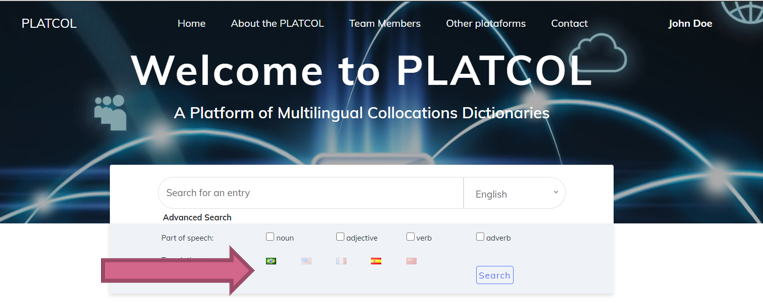 PLATCOL Home About the PLATCOL Team Members Other plataforms Contact John Doe
Welcome to PLATCOL
A Platform of Multilingual Collocations Dictionaries
Search for an entry English
Advanced Search
Part of speech: noun adjective verb adverb
Search